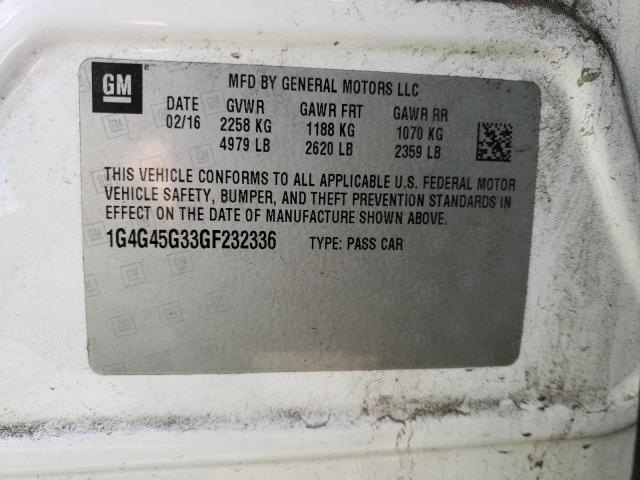 GM
MFD BY GENERAL MOTORS LLC
DATE GVWR GAWR FRT GAWR RR
02/16 2258 KG 1188 KG 1070 KG
4979 LB 2620 LB 2359 LB
THIS VEHICLE CONFORMS TO ALL APPLICABLE U.S. FEDERAL MOTOR
VEHICLE SAFETY, BUMPER, AND THEFT PREVENTION STANDARDS IN
EFFECT ON THE DATE OF MANUFACTURE SHOWN ABOVE.
1G4G45G33GF232336 TYPE: PASS CAR